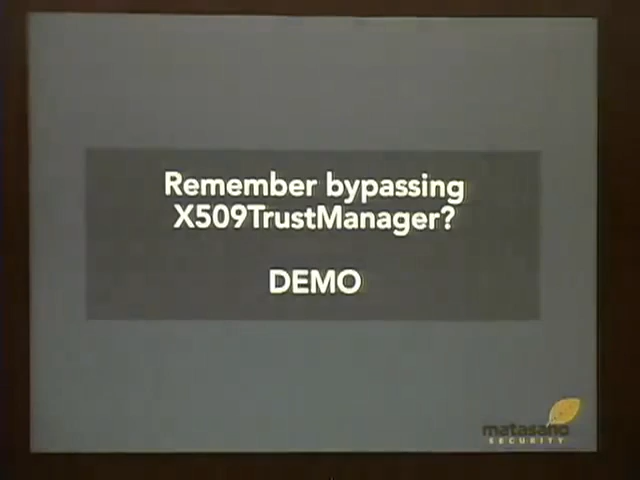 Remember bypassing
X509TrustManager?
DEMO
matasano
SECURITY